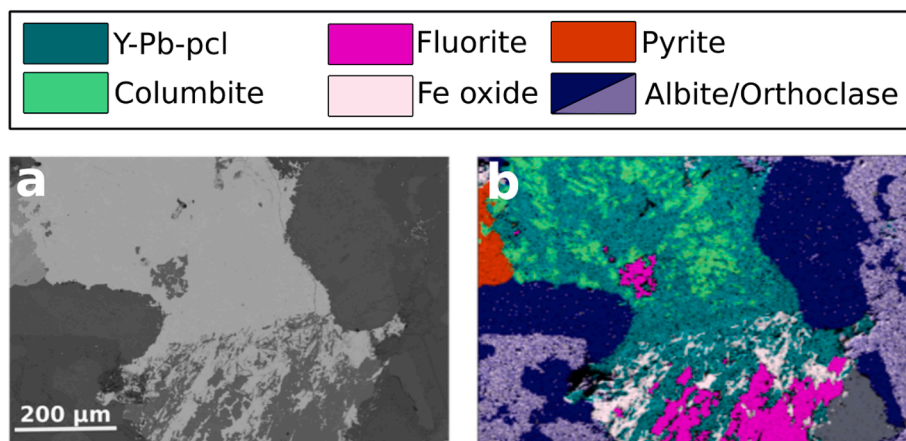 Y-Pb-pcl Fluorite Pyrite
Columbite Fe oxide Albite/Orthoclase
a b
200 μm